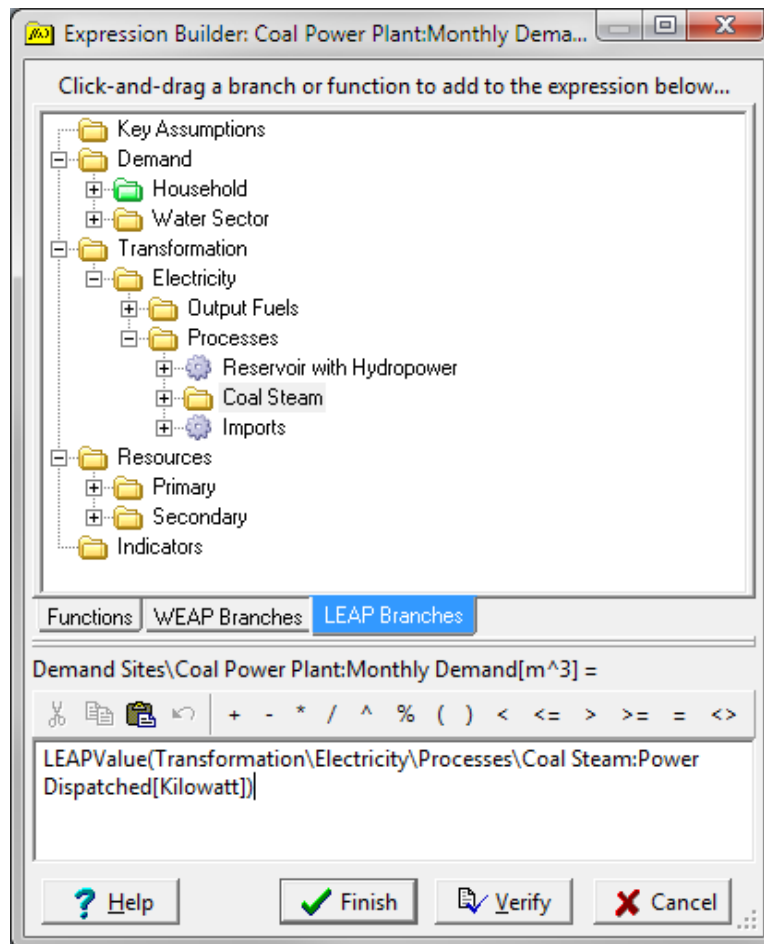 Expression Builder: Coal Power Plant:Monthly Dema...
Click-and-drag a branch or function to add to the expression below...
Key Assumptions
Demand
Household
Water Sector
Transformation
Electricity
Output Fuels
Processes
Reservoir with Hydropower
Coal Steam
Imports
Resources
Primary
Secondary
Indicators
Functions WEAP Branches LEAP Branches
Demand Sites\Coal Power Plant:Monthly Demand[m^3] =
+ - * / ^ % ( ) < <= > >= = <>
LEAPValue(Transformation\Electricity\Processes\Coal Steam:Power
Dispatched[Kilowatt])
? Help Finish Verify Cancel